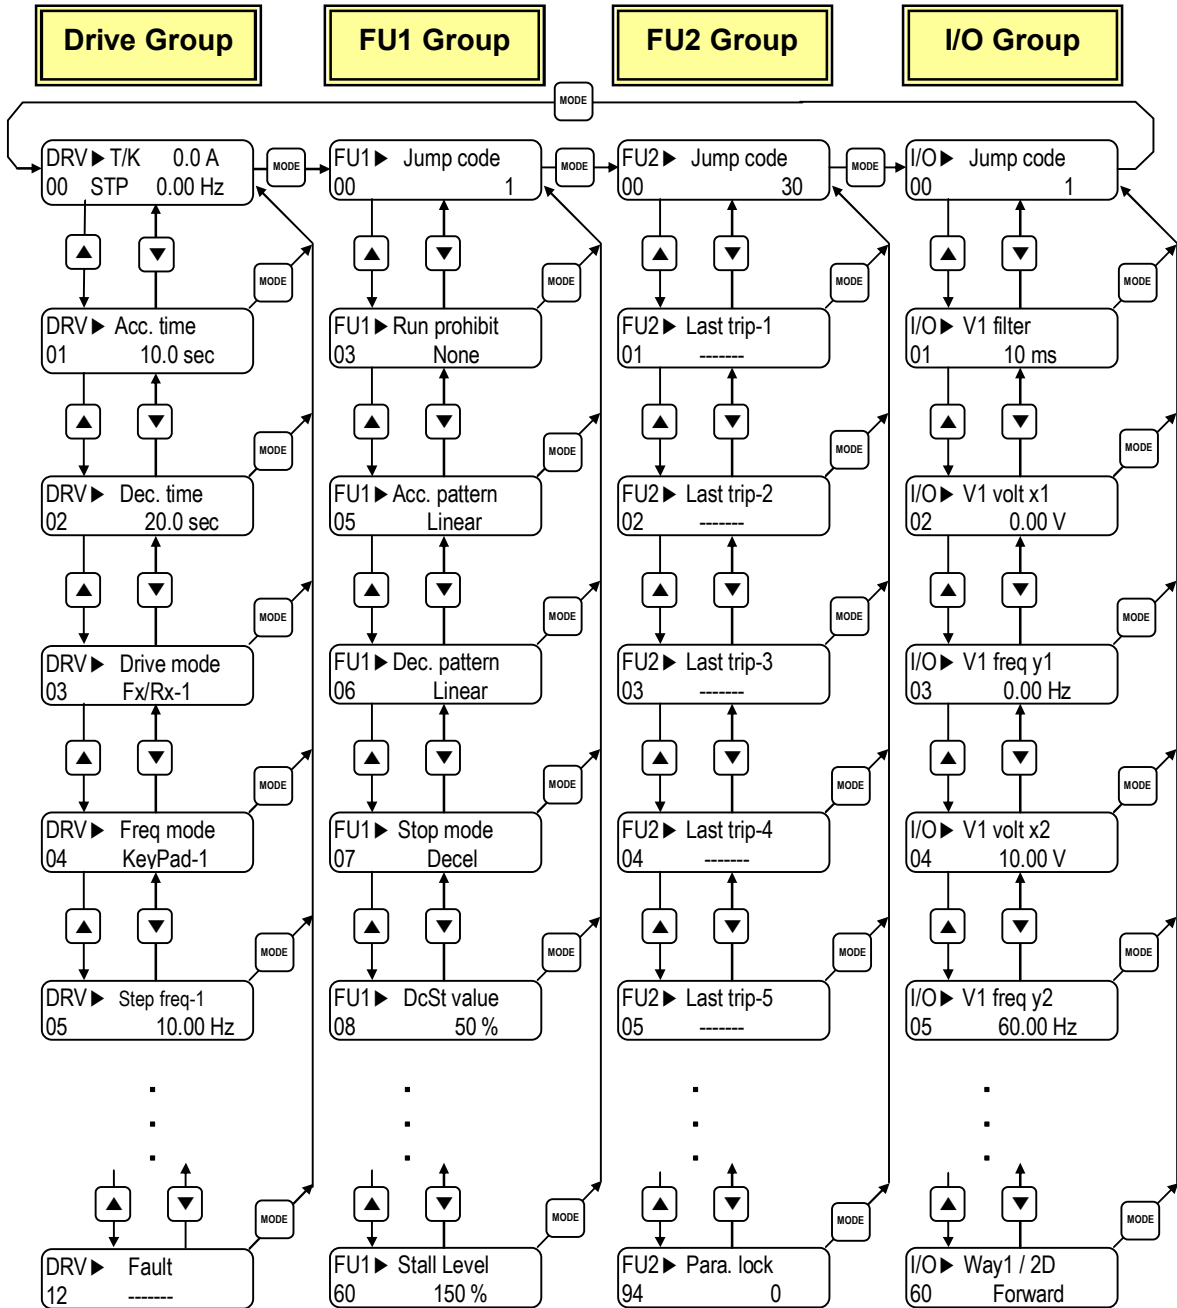 Drive Group
FU1 Group
FU2 Group
I/O Group
MODE
DRV▶ T/K 0.0 A
00 STP 0.00 Hz
MODE
FU1▶ Jump code
00 1
MODE
FU2▶ Jump code
00 30
MODE
I/O▶ Jump code
00 1
▲ ▼ MODE
▲ ▼ MODE
▲ ▼ MODE
▲ ▼ MODE
DRV▶ Acc. time
01 10.0 sec
FU1▶ Run prohibit
03 None
FU2▶ Last trip-1
01 -------
I/O▶ V1 filter
01 10 ms
▲ ▼ MODE
▲ ▼ MODE
▲ ▼ MODE
▲ ▼ MODE
DRV▶ Dec. time
02 20.0 sec
FU1▶ Acc. pattern
05 Linear
FU2▶ Last trip-2
02 -------
I/O▶ V1 volt x1
02 0.00 V
▲ ▼ MODE
▲ ▼ MODE
▲ ▼ MODE
▲ ▼ MODE
DRV▶ Drive mode
03 Fx/Rx-1
FU1▶ Dec. pattern
06 Linear
FU2▶ Last trip-3
03 -------
I/O▶ V1 freq y1
03 0.00 Hz
▲ ▼ MODE
▲ ▼ MODE
▲ ▼ MODE
▲ ▼ MODE
DRV▶ Freq mode
04 KeyPad-1
FU1▶ Stop mode
07 Decel
FU2▶ Last trip-4
04 -------
I/O▶ V1 volt x2
04 10.00 V
▲ ▼ MODE
▲ ▼ MODE
▲ ▼ MODE
▲ ▼ MODE
DRV▶ Step freq-1
05 10.00 Hz
FU1▶ DcSt value
08 50 %
FU2▶ Last trip-5
05 -------
I/O▶ V1 freq y2
05 60.00 Hz
▲ ▼ MODE
▲ ▼ MODE
▲ ▼ MODE
▲ ▼ MODE
DRV▶ Fault
12 -------
FU1▶ Stall Level
60 150 %
FU2▶ Para. lock
94 0
I/O▶ Way1 / 2D
60 Forward